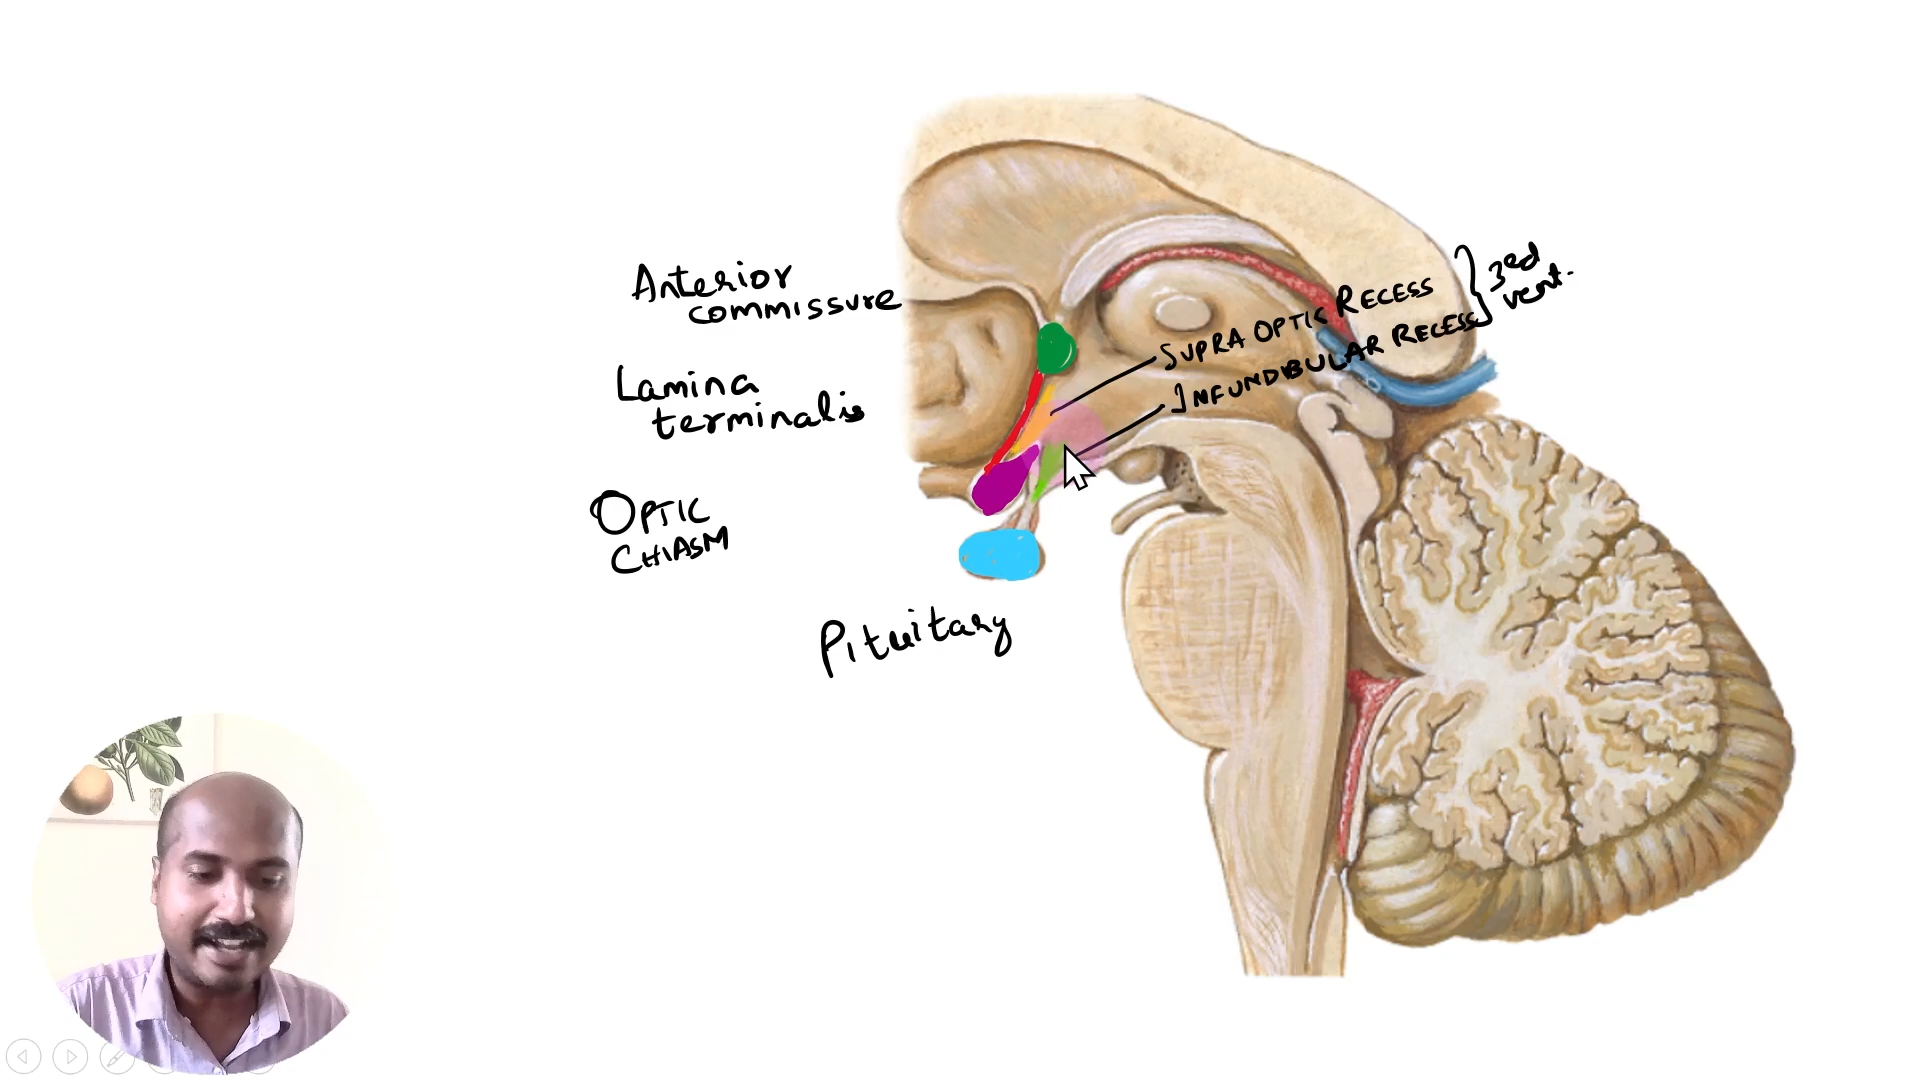 Anterior
commissure
Lamina
terminalis
OPTIC
CHIASM
Pituitary
SUPRA OPTIC RECESS
INFUNDIBULAR RECESS
3rd
vent.